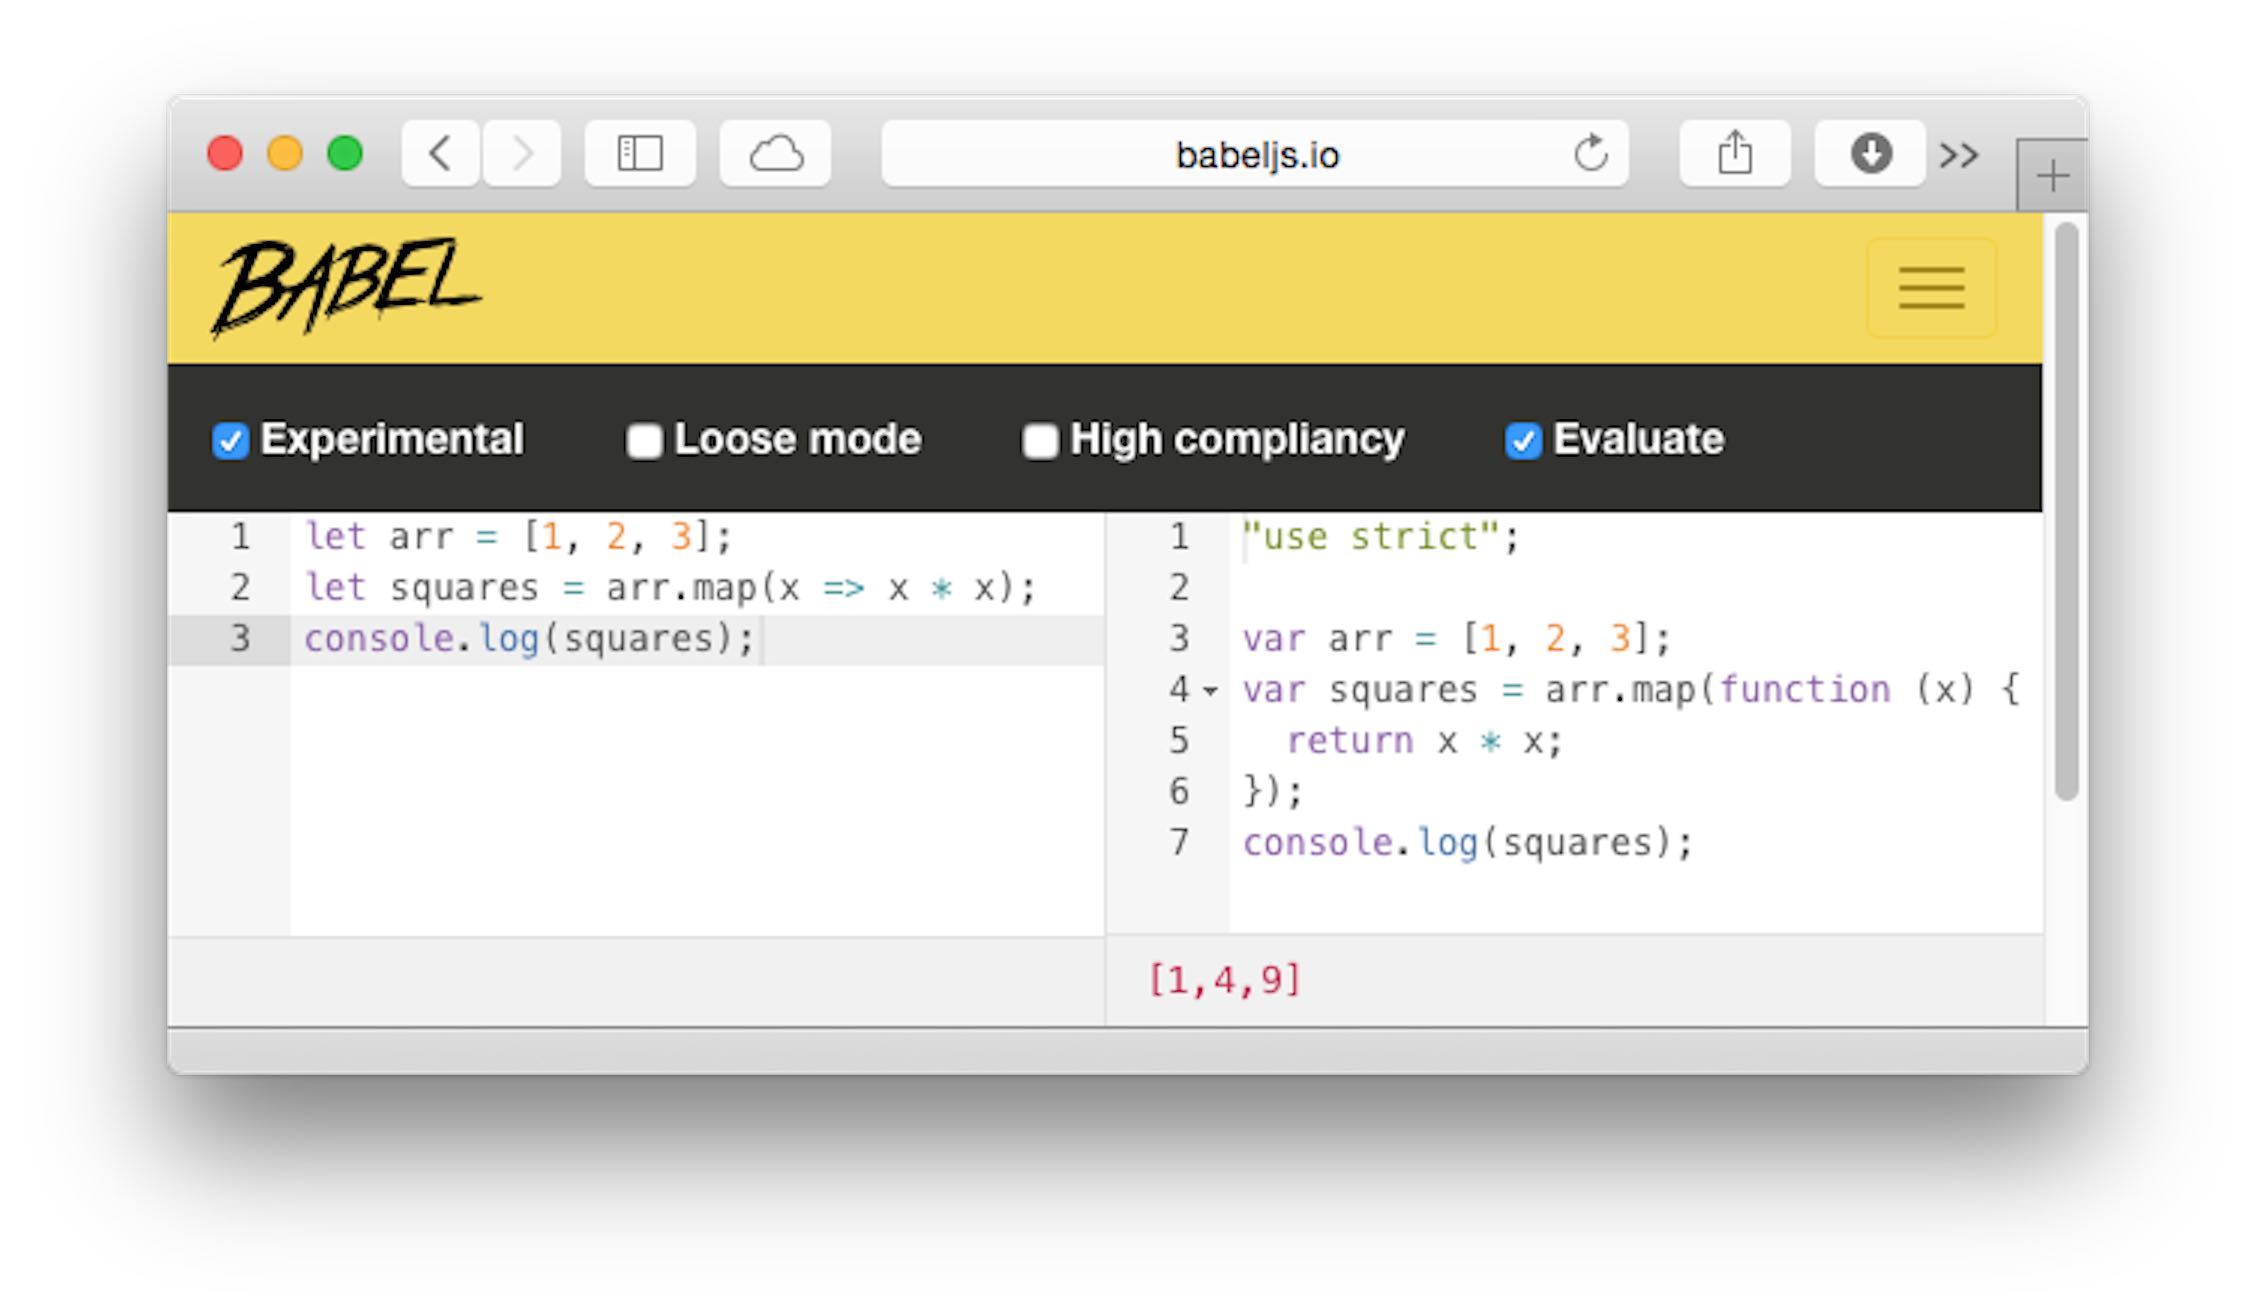 babeljs.io
BABEL
Experimental Loose mode High compliancy Evaluate
1 let arr = [1, 2, 3];
2 let squares = arr.map(x => x * x);
3 console.log(squares);
1 "use strict";
2
3 var arr = [1, 2, 3];
4 var squares = arr.map(function (x) {
5   return x * x;
6 });
7 console.log(squares);
[1,4,9]